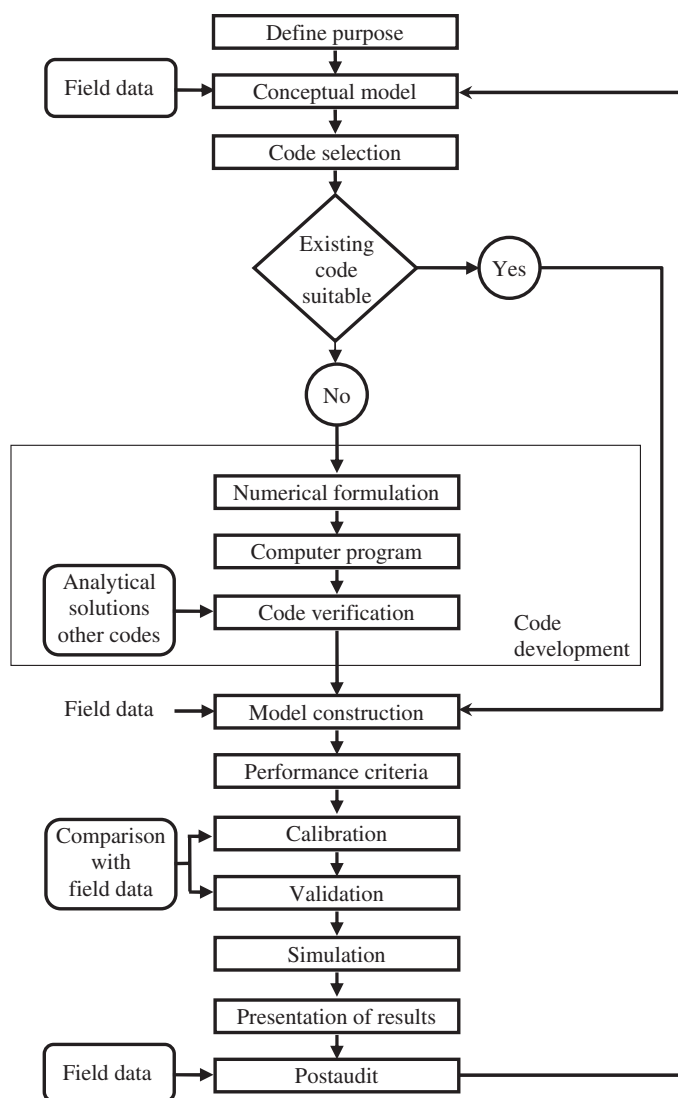 Define purpose
Field data
Conceptual model
Code selection
Existing
code
suitable
Yes
No
Numerical formulation
Computer program
Analytical
solutions
other codes
Code verification
Code
development
Field data
Model construction
Performance criteria
Comparison
with
field data
Calibration
Validation
Simulation
Presentation of results
Field data
Postaudit